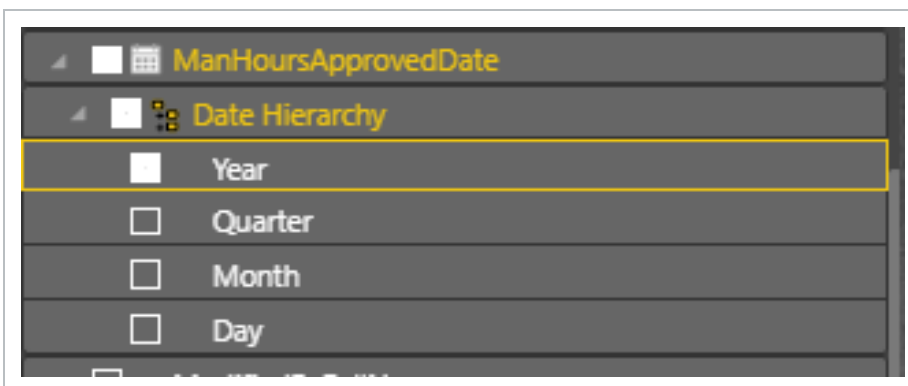 ManHoursApprovedDate
Date Hierarchy
Year
Quarter
Month
Day